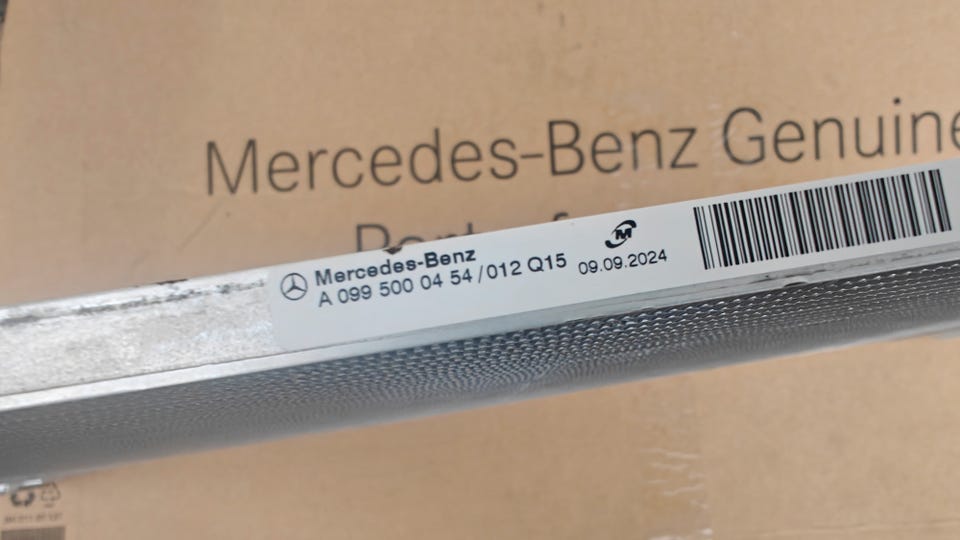 Mercedes-Benz Genuine
Mercedes-Benz
A 099 500 04 54 / 012 Q15
M
09.09.2024